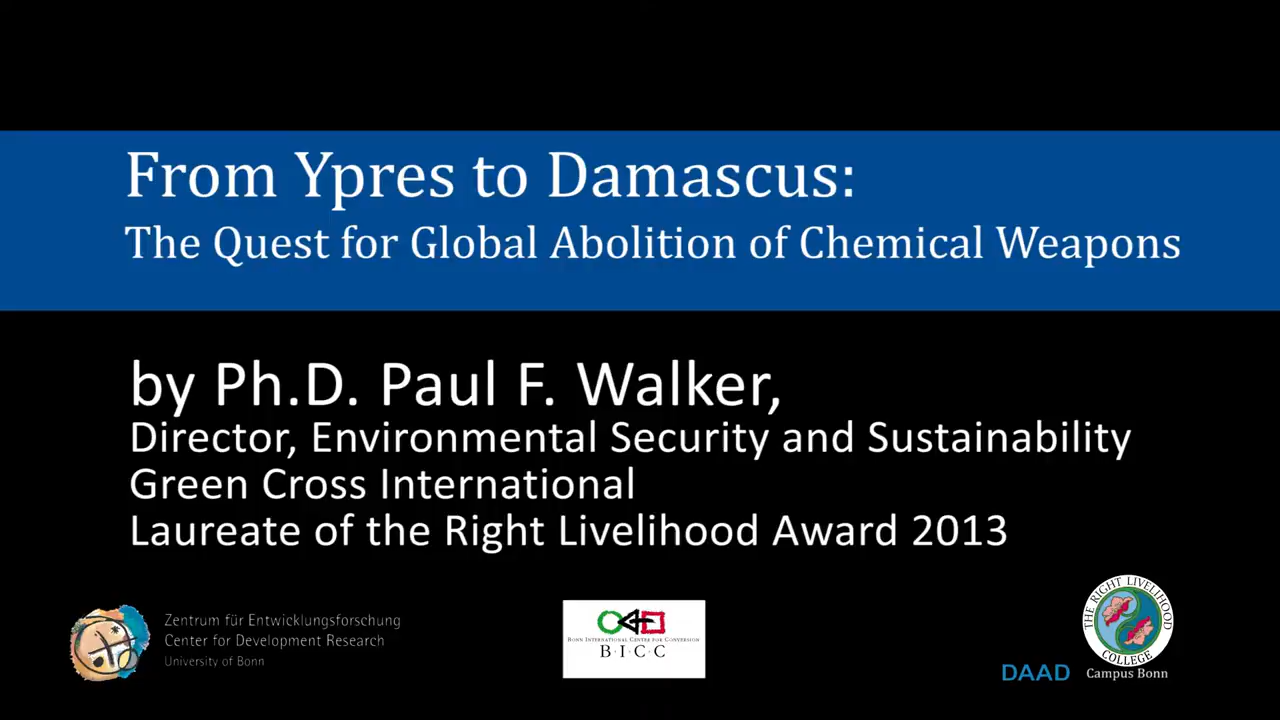 From Ypres to Damascus:
The Quest for Global Abolition of Chemical Weapons
by Ph.D. Paul F. Walker,
Director, Environmental Security and Sustainability
Green Cross International
Laureate of the Right Livelihood Award 2013
Zentrum für Entwicklungsforschung
Center for Development Research
University of Bonn
BONN INTERNATIONAL CENTRE FOR CONVERSION
B·I·C·C
DAAD
THE RIGHT LIVELIHOOD
COLLEGE
Campus Bonn